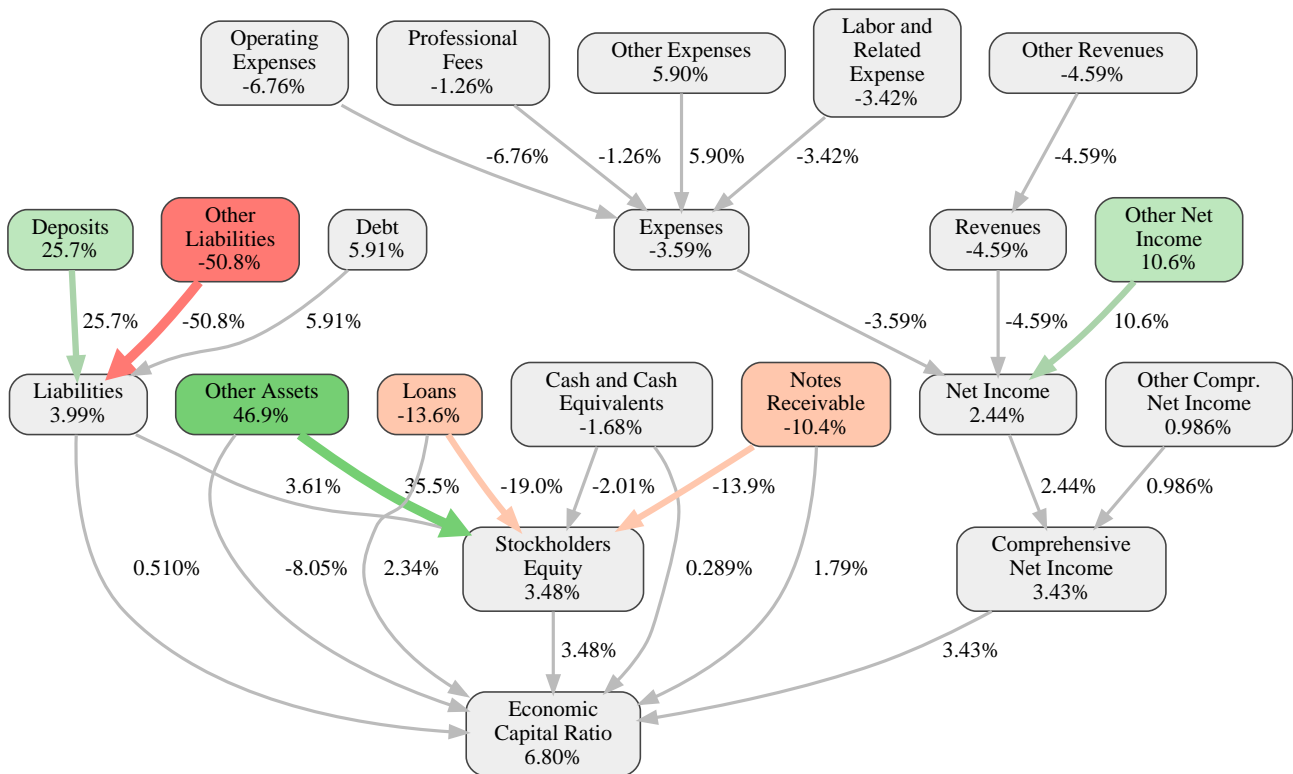 Operating
Expenses
-6.76%
Professional
Fees
-1.26%
Other Expenses
5.90%
Labor and
Related
Expense
-3.42%
Other Revenues
-4.59%
-6.76%
-1.26%
5.90%
-3.42%
-4.59%
Deposits
25.7%
Other
Liabilities
-50.8%
Debt
5.91%
Expenses
-3.59%
Revenues
-4.59%
Other Net
Income
10.6%
25.7%
-50.8%
5.91%
-3.59%
-4.59%
10.6%
Liabilities
3.99%
Other Assets
46.9%
Loans
-13.6%
Cash and Cash
Equivalents
-1.68%
Notes
Receivable
-10.4%
Net Income
2.44%
Other Compr.
Net Income
0.986%
3.61%
35.5%
-19.0%
-2.01%
-13.9%
2.44%
0.986%
0.510%
-8.05%
2.34%
Stockholders
Equity
3.48%
0.289%
1.79%
Comprehensive
Net Income
3.43%
3.48%
3.43%
Economic
Capital Ratio
6.80%